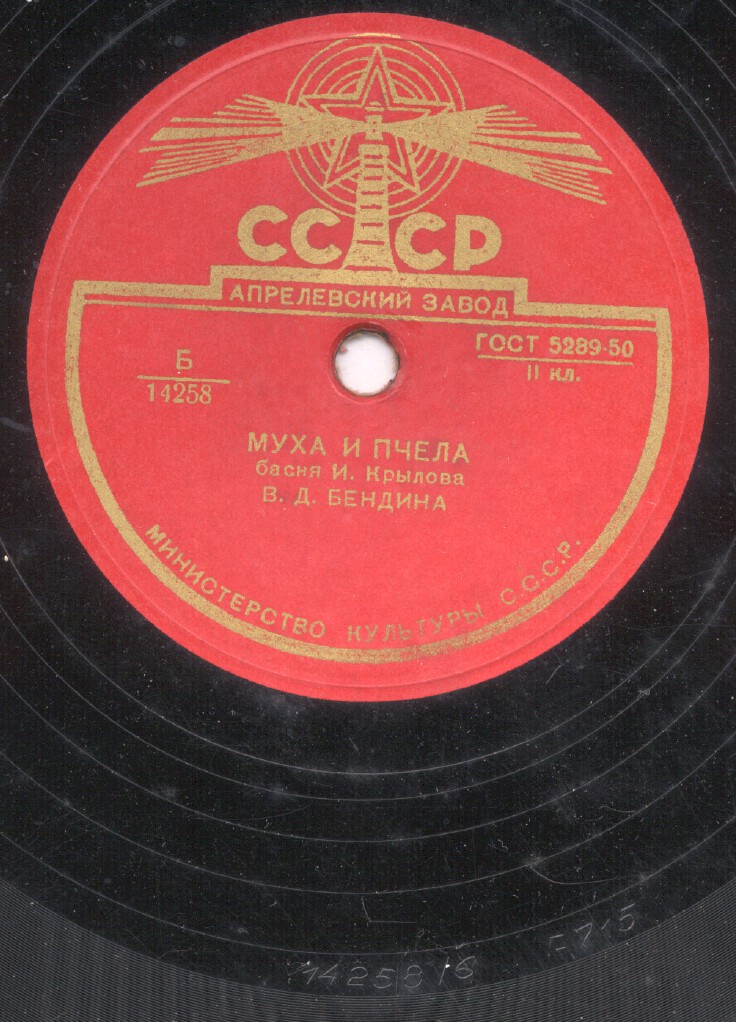 СССР
АПРЕЛЕВСКИЙ ЗАВОД
Б
14258
ГОСТ 5289-50
II кл.
МУХА И ПЧЕЛА
басня И. Крылова
В. Д. БЕНДИНА
МИНИСТЕРСТВО КУЛЬТУРЫ С.С.С.Р.